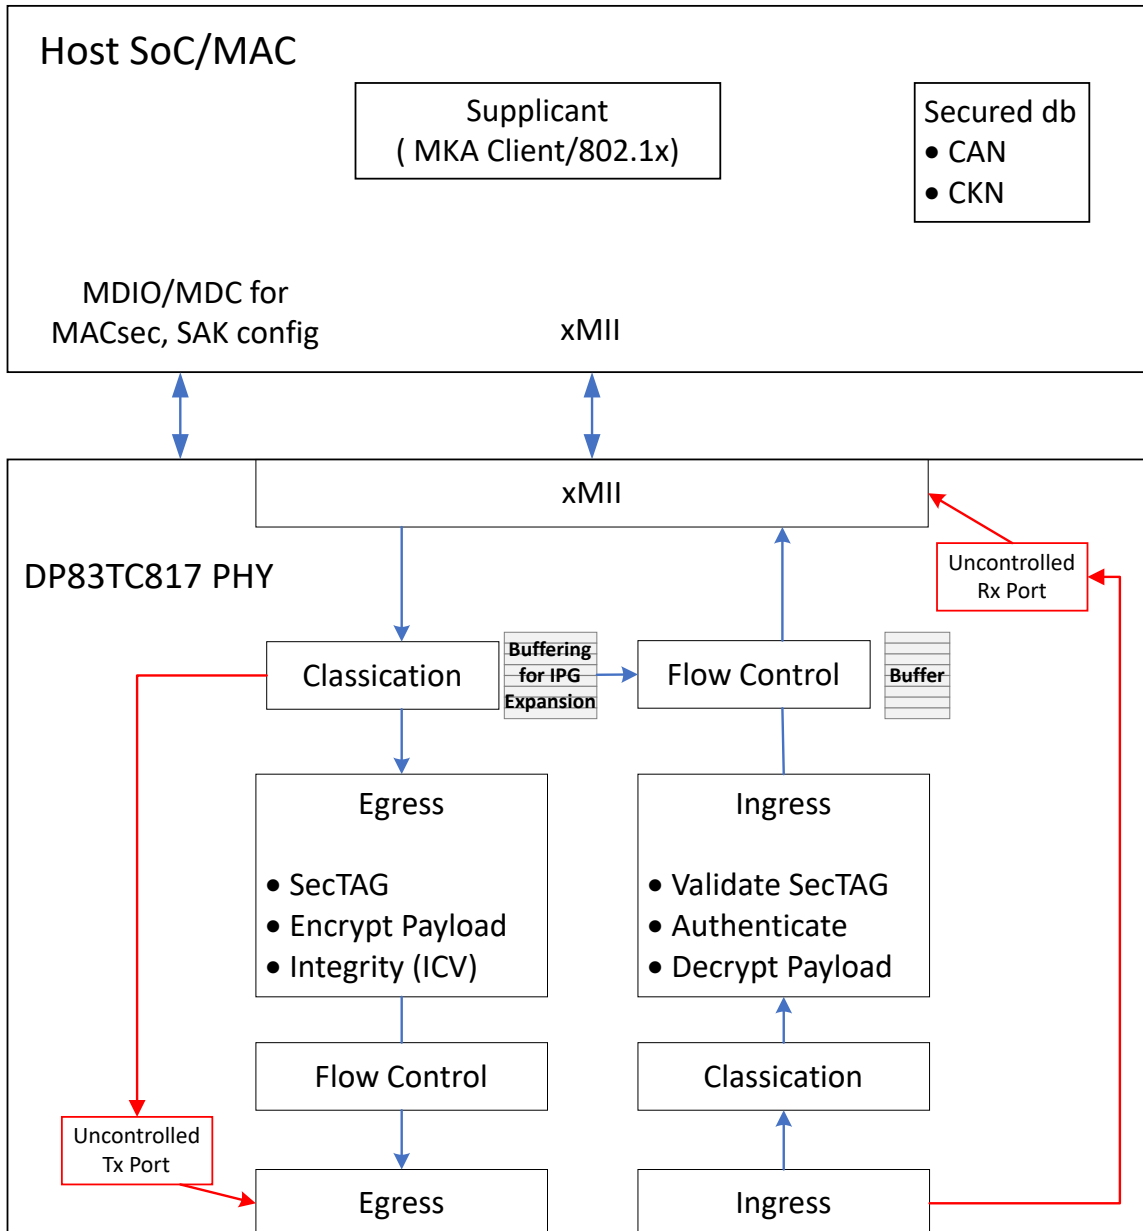 Host SoC/MAC
Supplicant
( MKA Client/802.1x)
Secured db
• CAN
• CKN
MDIO/MDC for
MACsec, SAK config
xMII
xMII
DP83TC817 PHY
Uncontrolled
Rx Port
Classication
Buffering
for IPG
Expansion
Flow Control
Buffer
Egress
• SecTAG
• Encrypt Payload
• Integrity (ICV)
Ingress
• Validate SecTAG
• Authenticate
• Decrypt Payload
Flow Control
Classication
Uncontrolled
Tx Port
Egress
Ingress